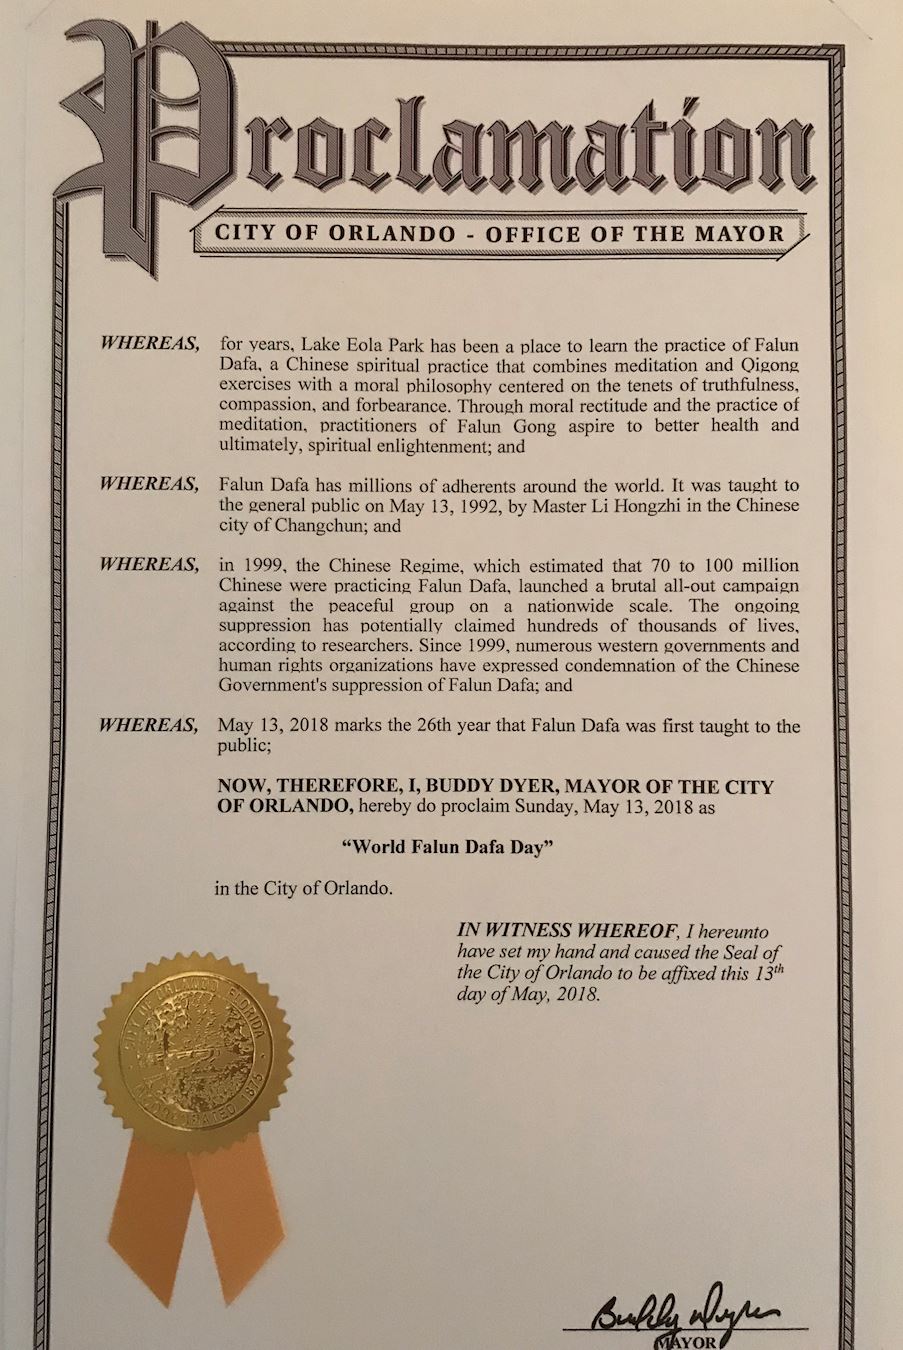 Proclamation
CITY OF ORLANDO - OFFICE OF THE MAYOR
WHEREAS, for years, Lake Eola Park has been a place to learn the practice of Falun
Dafa, a Chinese spiritual practice that combines meditation and Qigong
exercises with a moral philosophy centered on the tenets of truthfulness,
compassion, and forbearance. Through moral rectitude and the practice of
meditation, practitioners of Falun Gong aspire to better health and
ultimately, spiritual enlightenment; and
WHEREAS, Falun Dafa has millions of adherents around the world. It was taught to
the general public on May 13, 1992, by Master Li Hongzhi in the Chinese
city of Changchun; and
WHEREAS, in 1999, the Chinese Regime, which estimated that 70 to 100 million
Chinese were practicing Falun Dafa, launched a brutal all-out campaign
against the peaceful group on a nationwide scale. The ongoing
suppression has potentially claimed hundreds of thousands of lives,
according to researchers. Since 1999, numerous western governments and
human rights organizations have expressed condemnation of the Chinese
Government's suppression of Falun Dafa; and
WHEREAS, May 13, 2018 marks the 26th year that Falun Dafa was first taught to the
public;
NOW, THEREFORE, I, BUDDY DYER, MAYOR OF THE CITY
OF ORLANDO, hereby do proclaim Sunday, May 13, 2018 as
“World Falun Dafa Day”
in the City of Orlando.
IN WITNESS WHEREOF, I hereunto
have set my hand and caused the Seal of
the City of Orlando to be affixed this 13th
day of May, 2018.
CITY OF ORLANDO, FLORIDA
INCORPORATED 1875
Buddy Dyer
MAYOR